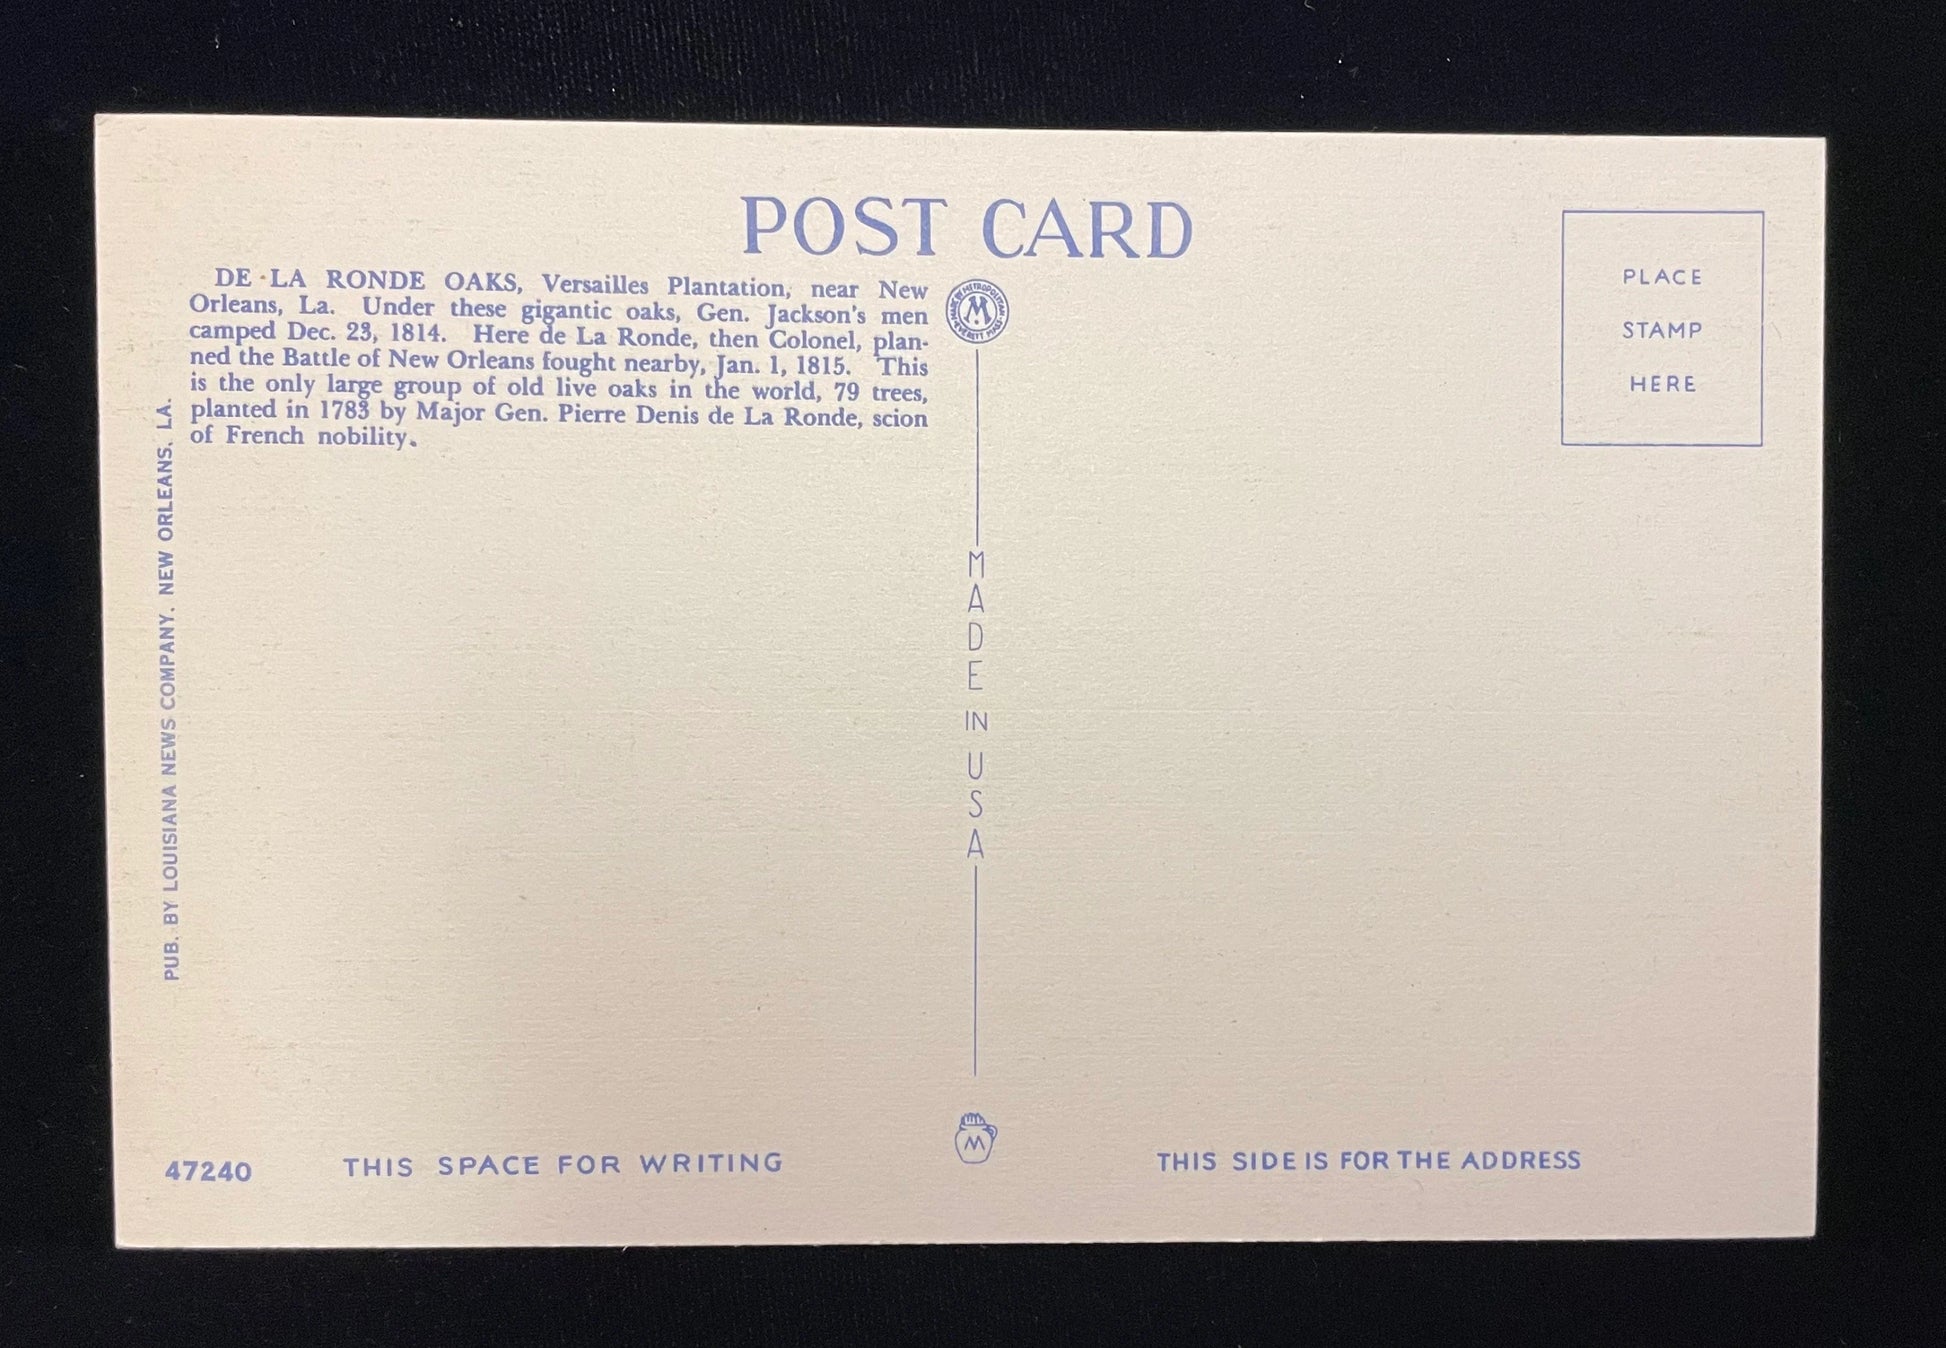 POST CARD
DE LA RONDE OAKS, Versailles Plantation, near New
Orleans, La. Under these gigantic oaks, Gen. Jackson's men
camped Dec. 23, 1814. Here de La Ronde, then Colonel, plan-
ned the Battle of New Orleans fought nearby, Jan. 1, 1815. This
is the only large group of old live oaks in the world, 79 trees,
planted in 1783 by Major Gen. Pierre Denis de La Ronde, scion
of French nobility.
PUB. BY LOUISIANA NEWS COMPANY, NEW ORLEANS, LA.
MADE BY METROPOLITAN
EVERETT MASS.
M
MADE IN USA
M
PLACE
STAMP
HERE
47240
THIS SPACE FOR WRITING
THIS SIDE IS FOR THE ADDRESS